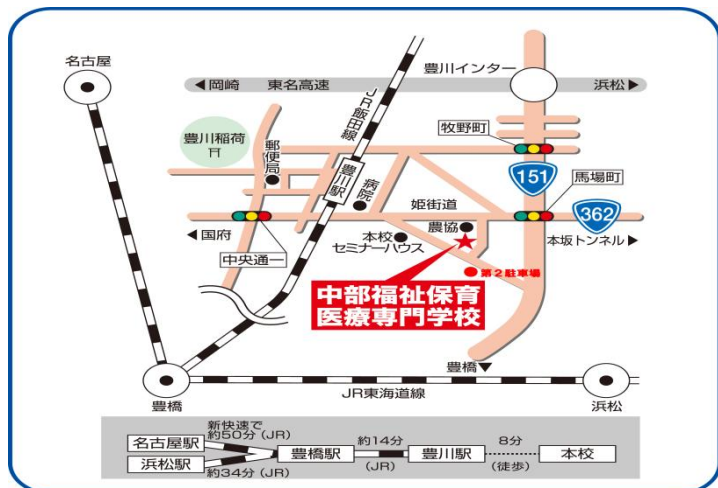 名古屋
豊川インター
◀岡崎 東名高速 浜松▶
JR飯田線
牧野町
豊川稲荷
郵便局
豊川駅
病院
151
馬場町
姫街道
362
農協
◀国府
本校
セミナーハウス
本坂トンネル▶
中央通一
第2駐車場
中部福祉保育
医療専門学校
豊橋▼
豊橋
JR東海道線
浜松
新快速で
約50分(JR)
名古屋駅
浜松駅
約34分(JR)
豊橋駅
約14分
(JR)
豊川駅
8分
(徒歩)
本校